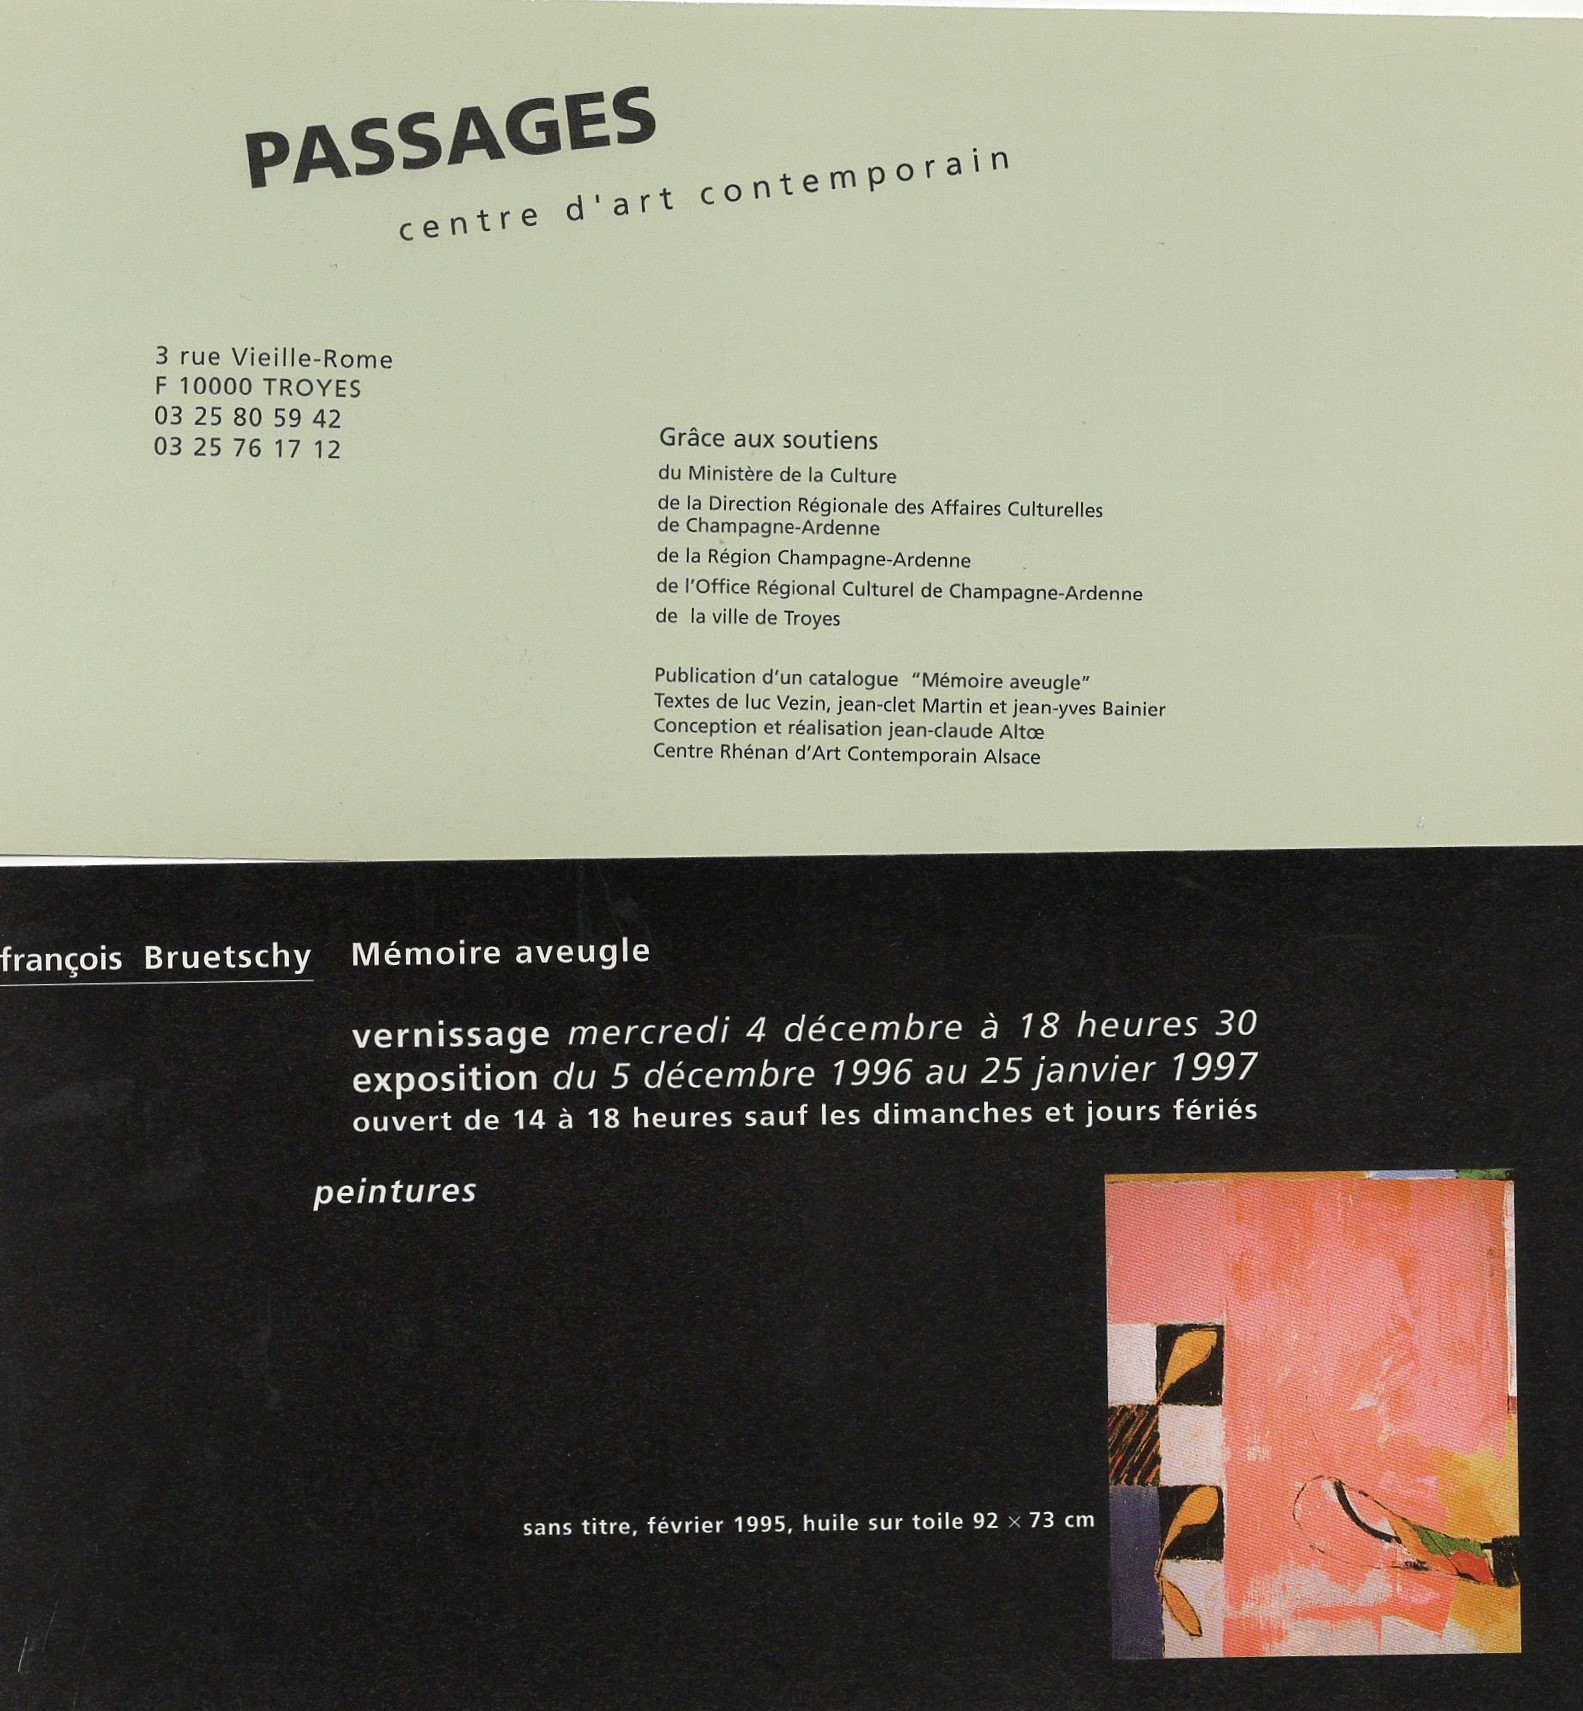 PASSAGES
centre d'art contemporain
3 rue Vieille-Rome
F 10000 TROYES
03 25 80 59 42
03 25 76 17 12
Grâce aux soutiens
du Ministère de la Culture
de la Direction Régionale des Affaires Culturelles
de Champagne-Ardenne
de la Région Champagne-Ardenne
de l’Office Régional Culturel de Champagne-Ardenne
de la ville de Troyes
Publication d’un catalogue “Mémoire aveugle”
Textes de luc Vezin, jean-clet Martin et jean-yves Bainier
Conception et réalisation jean-claude Altœ
Centre Rhénan d’Art Contemporain Alsace
françois Bruetschy Mémoire aveugle
vernissage mercredi 4 décembre à 18 heures 30
exposition du 5 décembre 1996 au 25 janvier 1997
ouvert de 14 à 18 heures sauf les dimanches et jours fériés
peintures
sans titre, février 1995, huile sur toile 92 × 73 cm